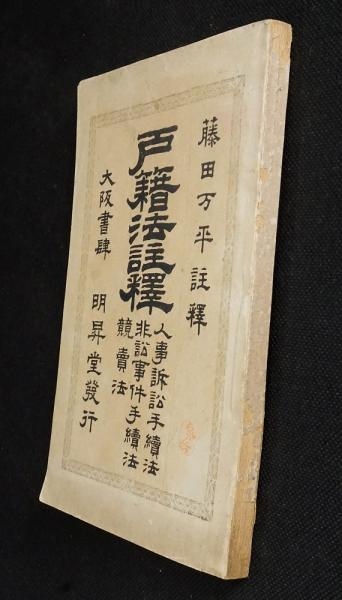 藤田万平註釋
戸籍法註釋
人事訴訟手續法
非訟事件手續法
競賣法
大阪書肆 明昇堂發行